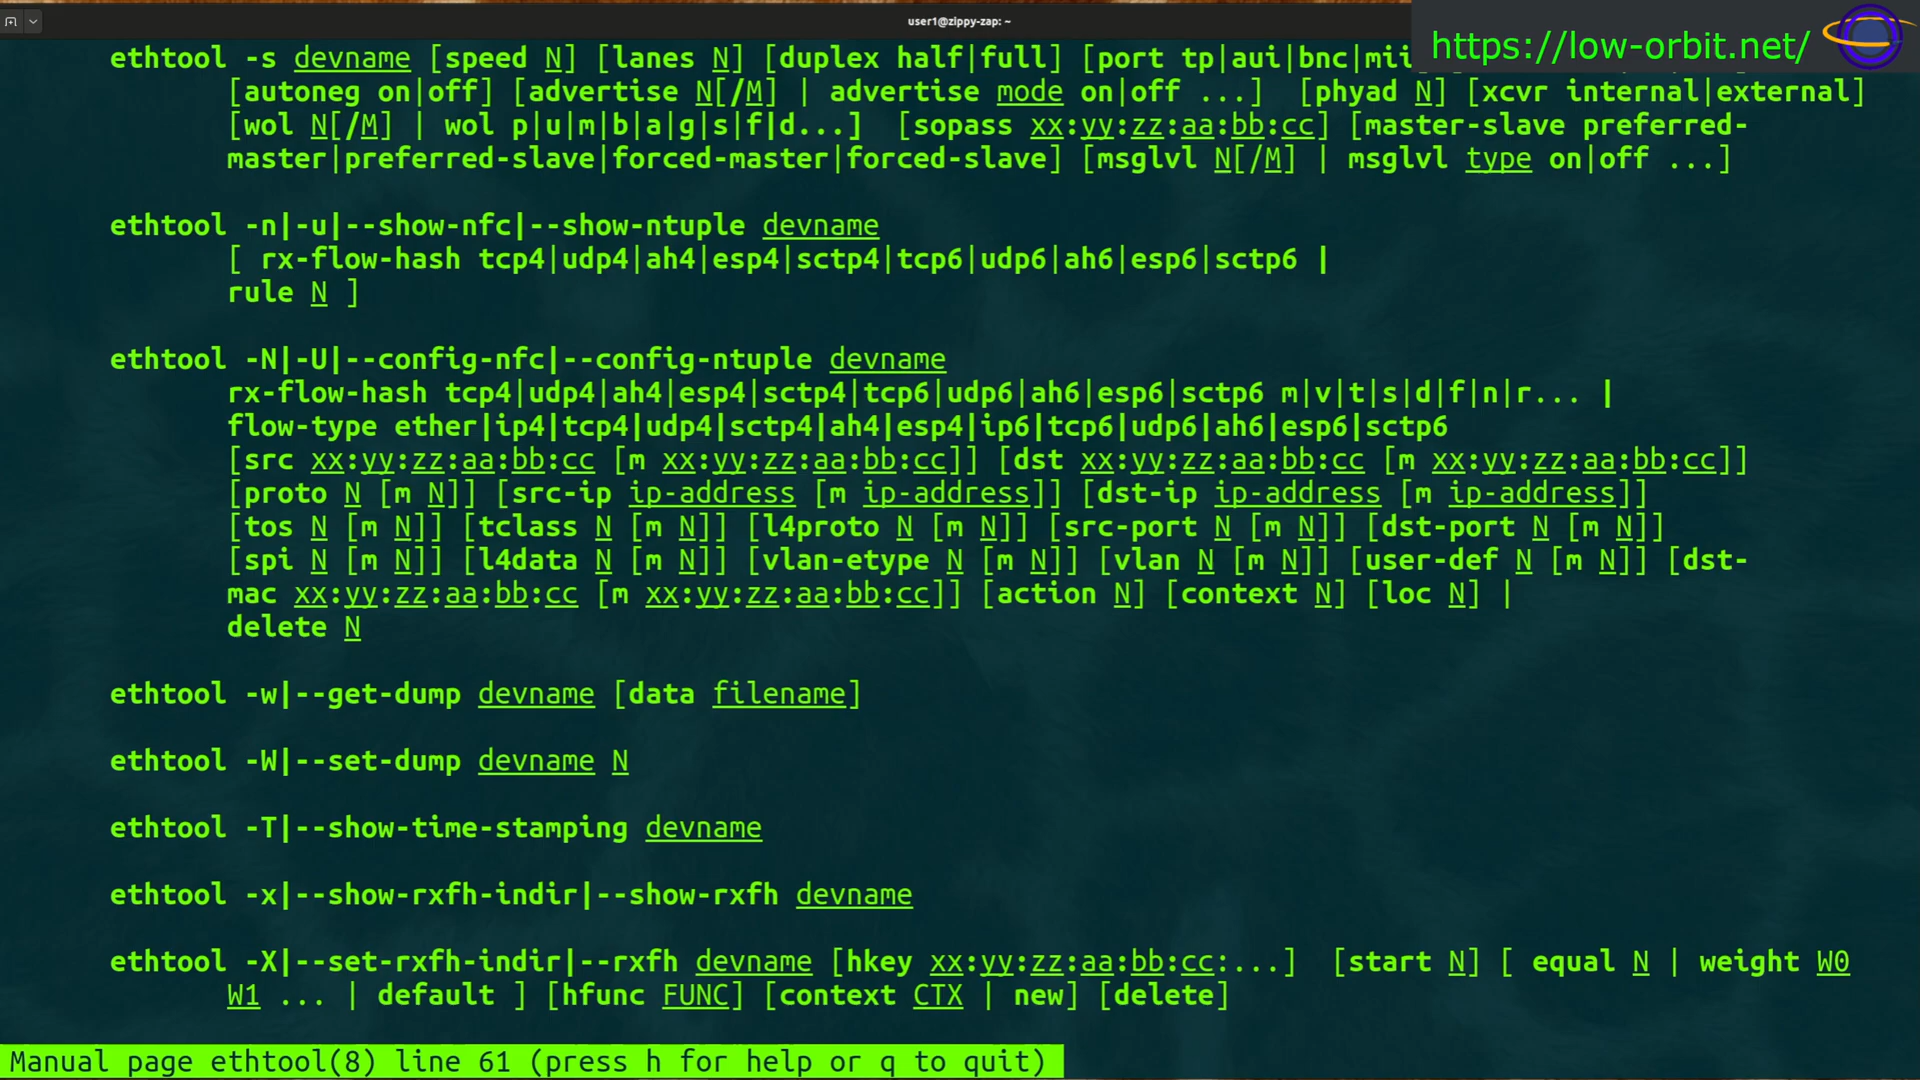 user1@zippy-zap: ~
https://low-orbit.net/
ethtool -s devname [speed N] [lanes N] [duplex half|full] [port tp|aui|bnc|mii
[autoneg on|off] [advertise N[/M] | advertise mode on|off ...]  [phyad N] [xcvr internal|external]
[wol N[/M] | wol p|u|m|b|a|g|s|f|d...]  [sopass xx:yy:zz:aa:bb:cc] [master-slave preferred-
master|preferred-slave|forced-master|forced-slave] [msglvl N[/M] | msglvl type on|off ...]
ethtool -n|-u|--show-nfc|--show-ntuple devname
[ rx-flow-hash tcp4|udp4|ah4|esp4|sctp4|tcp6|udp6|ah6|esp6|sctp6 |
rule N ]
ethtool -N|-U|--config-nfc|--config-ntuple devname
rx-flow-hash tcp4|udp4|ah4|esp4|sctp4|tcp6|udp6|ah6|esp6|sctp6 m|v|t|s|d|f|n|r... |
flow-type ether|ip4|tcp4|udp4|sctp4|ah4|esp4|ip6|tcp6|udp6|ah6|esp6|sctp6
[src xx:yy:zz:aa:bb:cc [m xx:yy:zz:aa:bb:cc]] [dst xx:yy:zz:aa:bb:cc [m xx:yy:zz:aa:bb:cc]]
[proto N [m N]] [src-ip ip-address [m ip-address]] [dst-ip ip-address [m ip-address]]
[tos N [m N]] [tclass N [m N]] [l4proto N [m N]] [src-port N [m N]] [dst-port N [m N]]
[spi N [m N]] [l4data N [m N]] [vlan-etype N [m N]] [vlan N [m N]] [user-def N [m N]] [dst-
mac xx:yy:zz:aa:bb:cc [m xx:yy:zz:aa:bb:cc]] [action N] [context N] [loc N] |
delete N
ethtool -w|--get-dump devname [data filename]
ethtool -W|--set-dump devname N
ethtool -T|--show-time-stamping devname
ethtool -x|--show-rxfh-indir|--show-rxfh devname
ethtool -X|--set-rxfh-indir|--rxfh devname [hkey xx:yy:zz:aa:bb:cc:...]  [start N] [ equal N | weight W0
W1 ... | default ] [hfunc FUNC] [context CTX | new] [delete]
Manual page ethtool(8) line 61 (press h for help or q to quit)